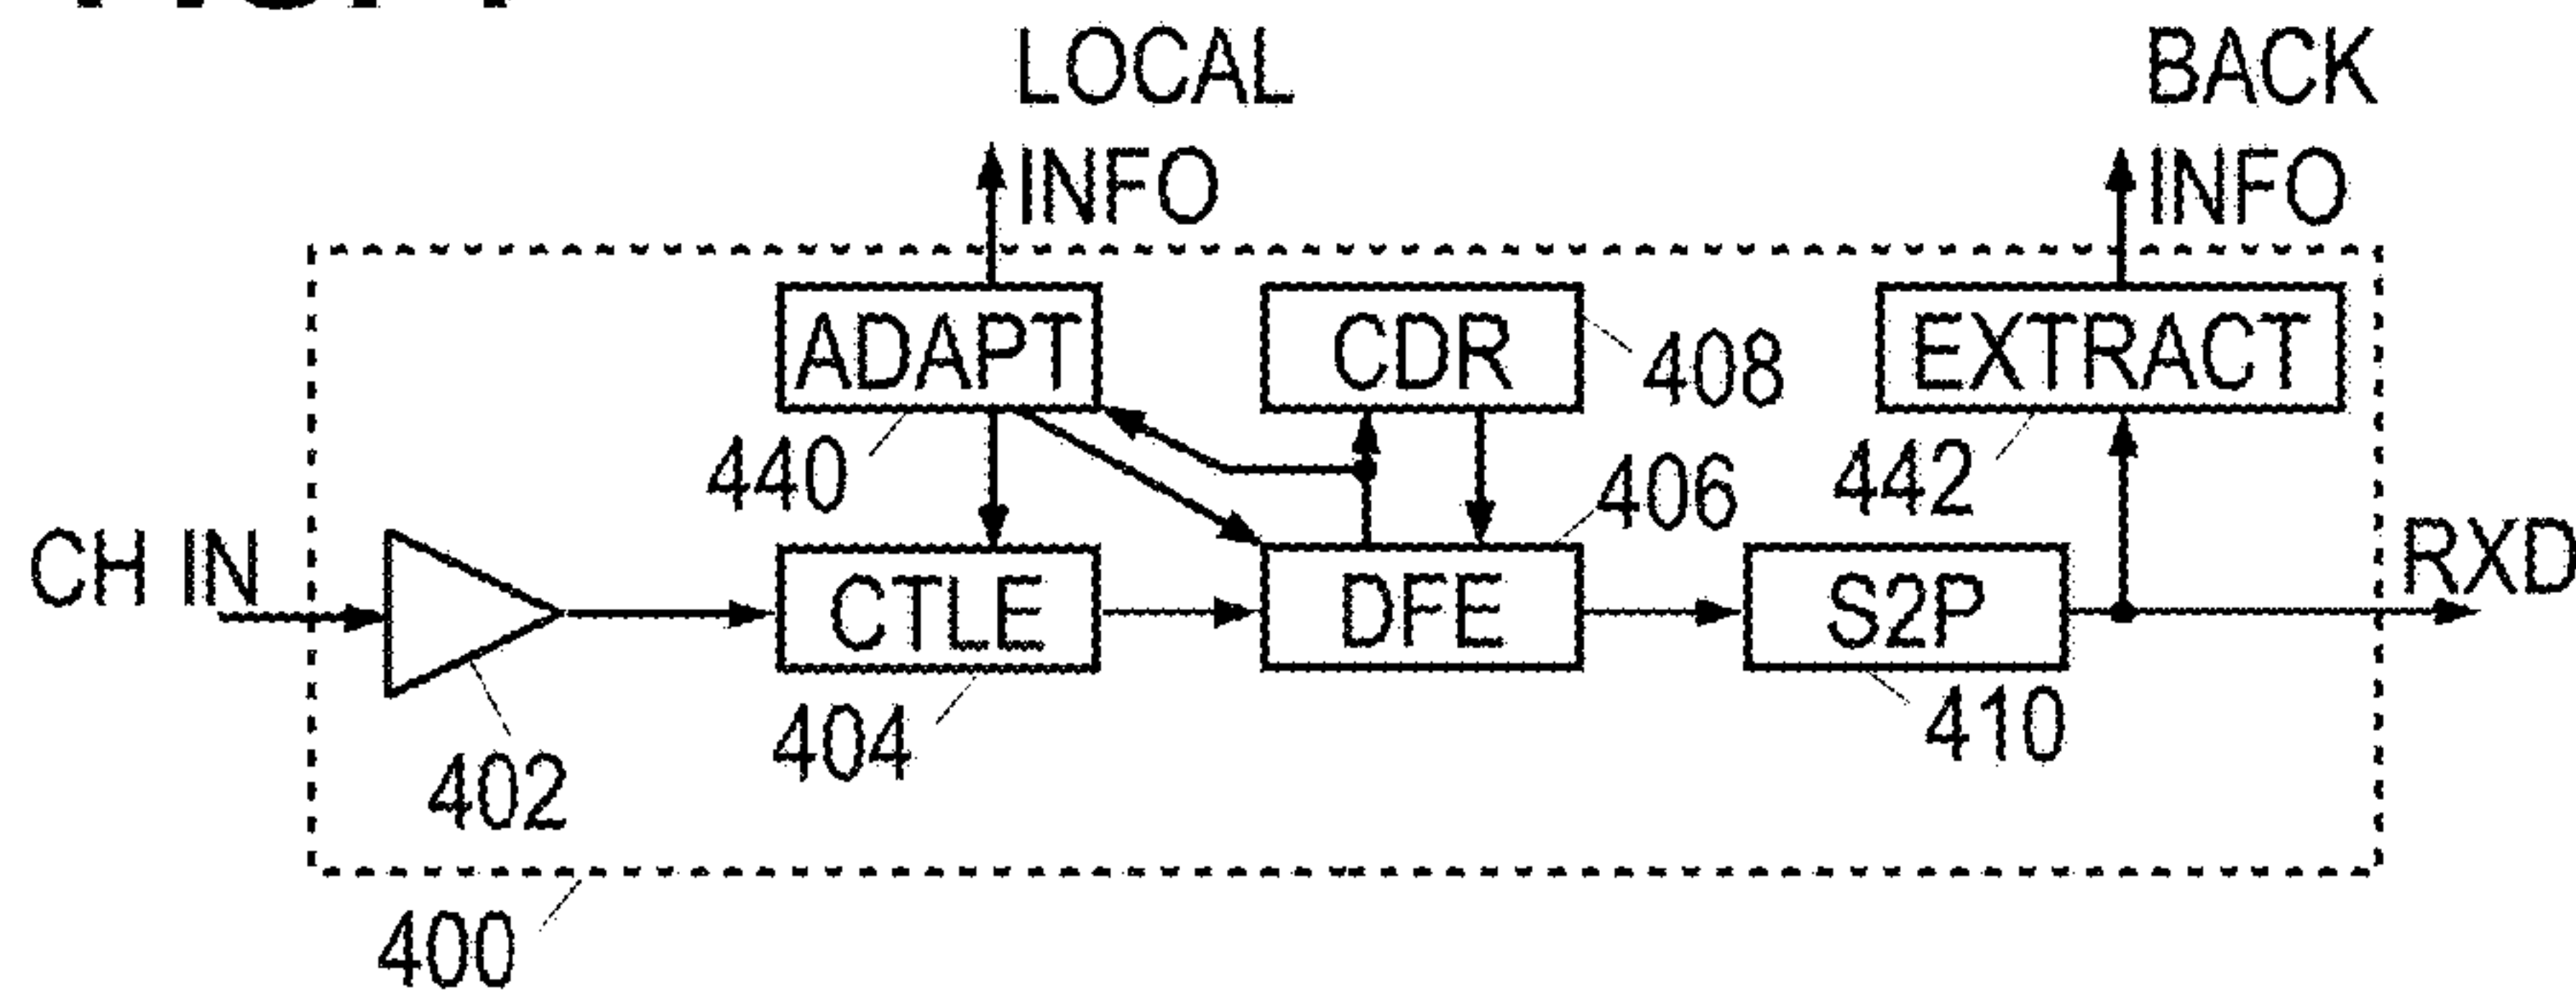 LOCAL
INFO
BACK
INFO
ADAPT
CDR
408
EXTRACT
440
406
442
CH IN
CTLE
DFE
S2P
RXD
402
404
410
400